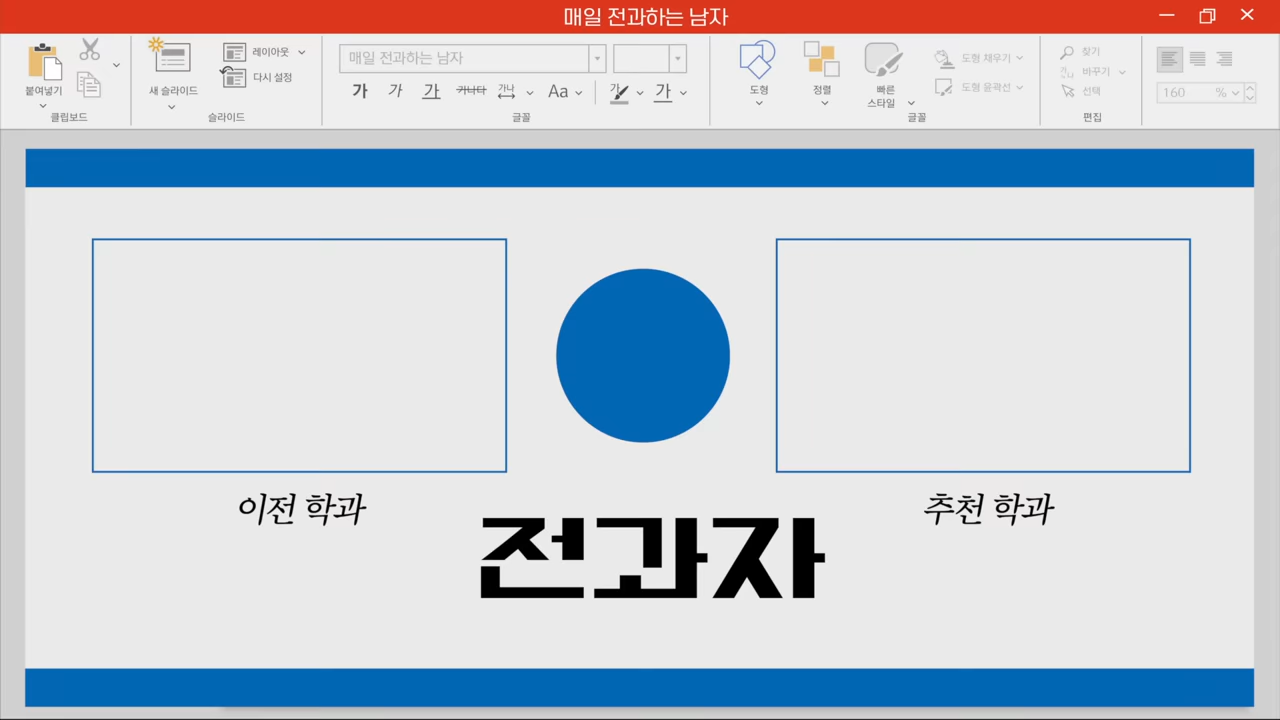 매일 전과하는 남자
붙여넣기
클립보드
새 슬라이드
레이아웃
다시 설정
슬라이드
매일 전과하는 남자
가 가 가 가나다 간나 Aa 가
글꼴
도형
정렬
빠른
스타일
도형 채우기
도형 윤곽선
글꼴
찾기
바꾸기
선택
편집
160 %
이전 학과
추천 학과
전과자